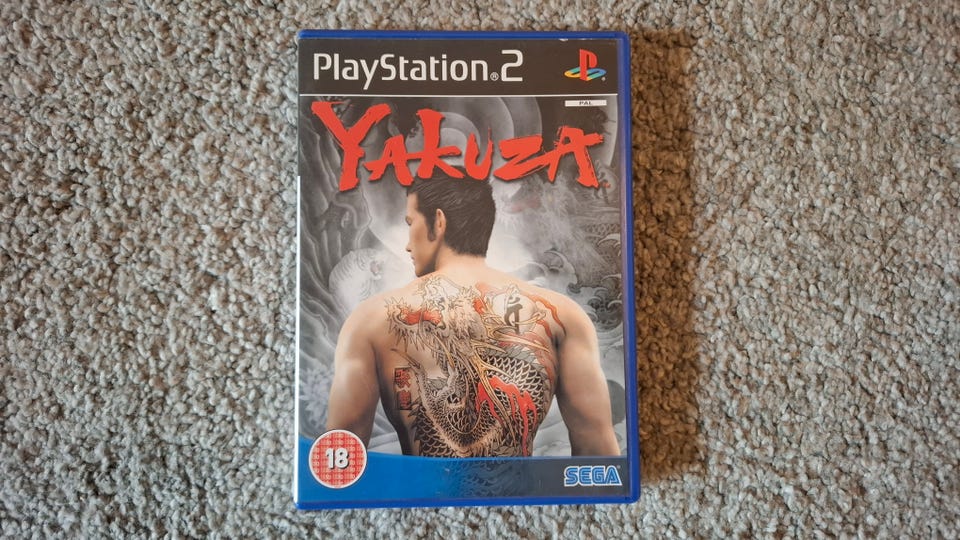 PlayStation®2
PAL
YAKUZA
18
SEGA